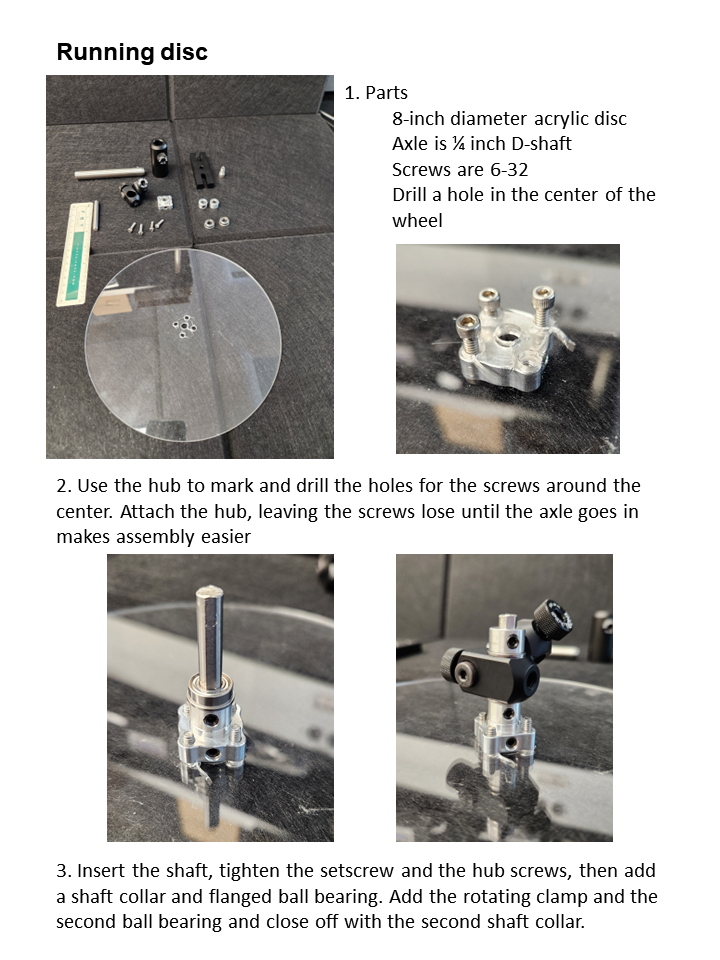 Running disc
1. Parts
8-inch diameter acrylic disc
Axle is ¼ inch D-shaft
Screws are 6-32
Drill a hole in the center of the
wheel
2. Use the hub to mark and drill the holes for the screws around the
center. Attach the hub, leaving the screws lose until the axle goes in
makes assembly easier
3. Insert the shaft, tighten the setscrew and the hub screws, then add
a shaft collar and flanged ball bearing. Add the rotating clamp and the
second ball bearing and close off with the second shaft collar.